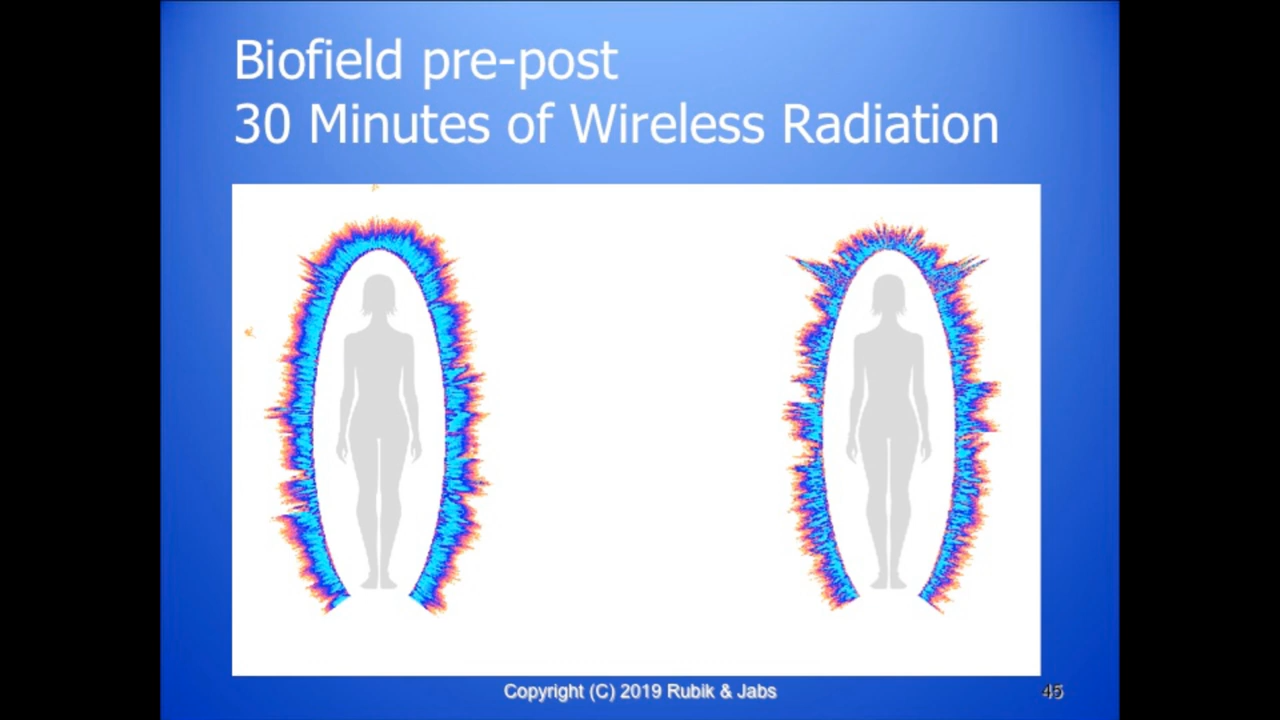 Biofield pre-post
30 Minutes of Wireless Radiation
Copyright (C) 2019 Rubik & Jabs
45